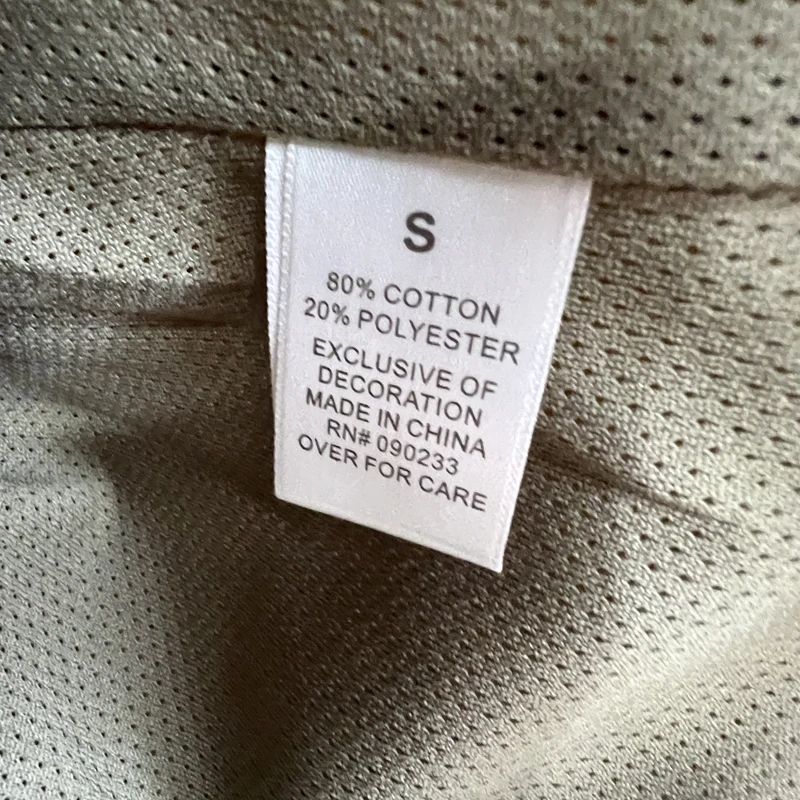 S
80% COTTON
20% POLYESTER
EXCLUSIVE OF
DECORATION
MADE IN CHINA
RN# 090233
OVER FOR CARE